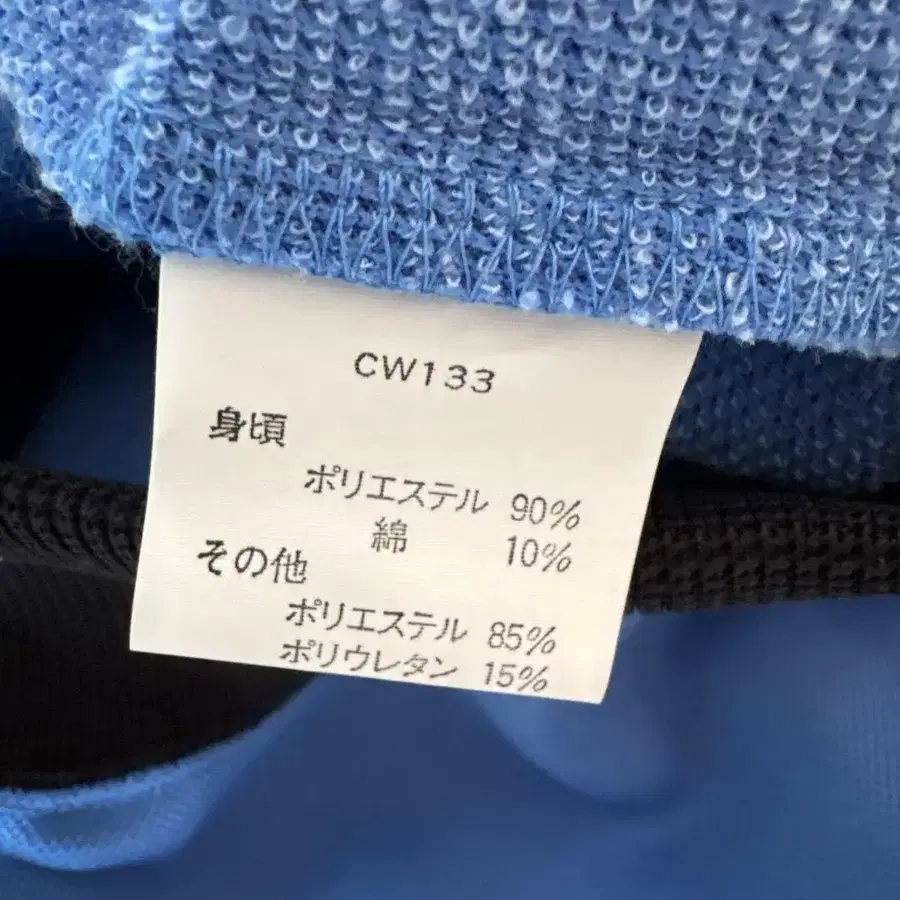 CW133
身頃
ポリエステル 90%
綿 10%
その他
ポリエステル 85%
ポリウレタン 15%